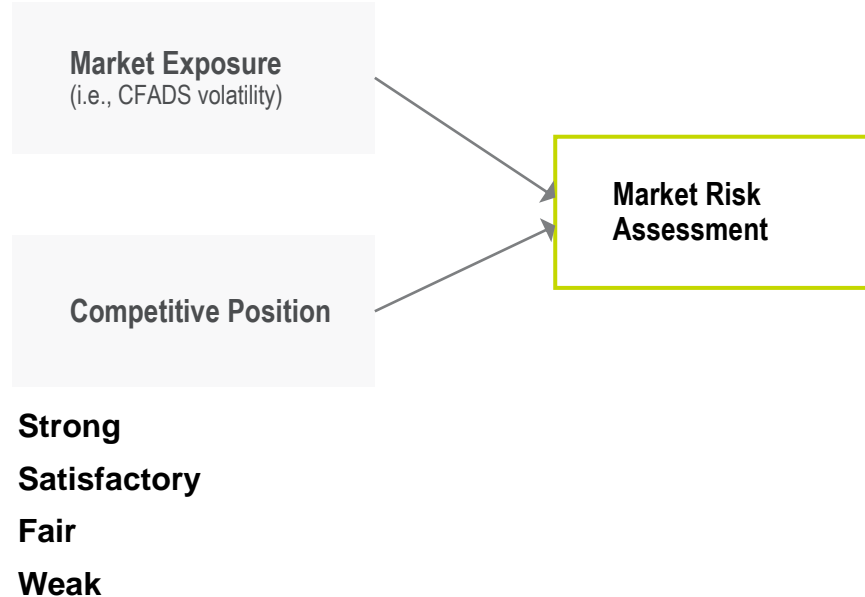 Market Exposure
(i.e., CFADS volatility)
Market Risk
Assessment
Competitive Position
Strong
Satisfactory
Fair
Weak